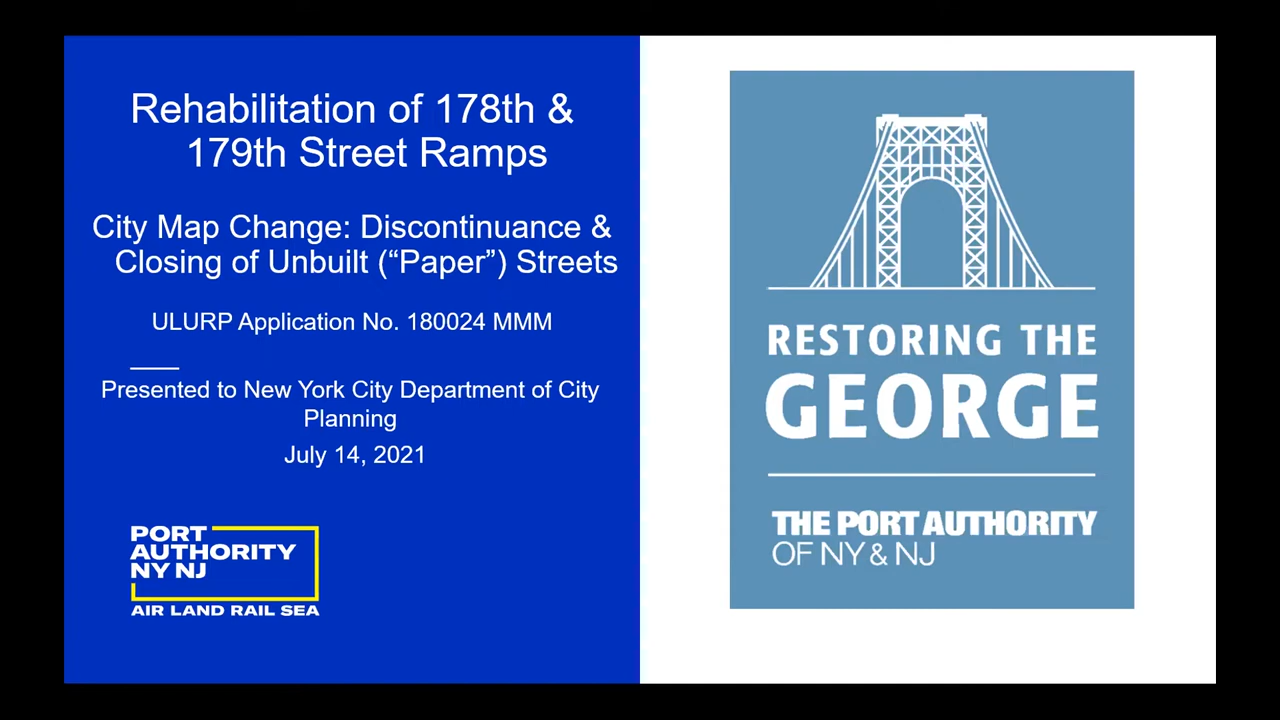 Rehabilitation of 178th &
179th Street Ramps
City Map Change: Discontinuance &
Closing of Unbuilt (“Paper”) Streets
ULURP Application No. 180024 MMM
Presented to New York City Department of City
Planning
July 14, 2021
PORT
AUTHORITY
NY NJ
AIR LAND RAIL SEA
RESTORING THE
GEORGE
THE PORT AUTHORITY
OF NY & NJ